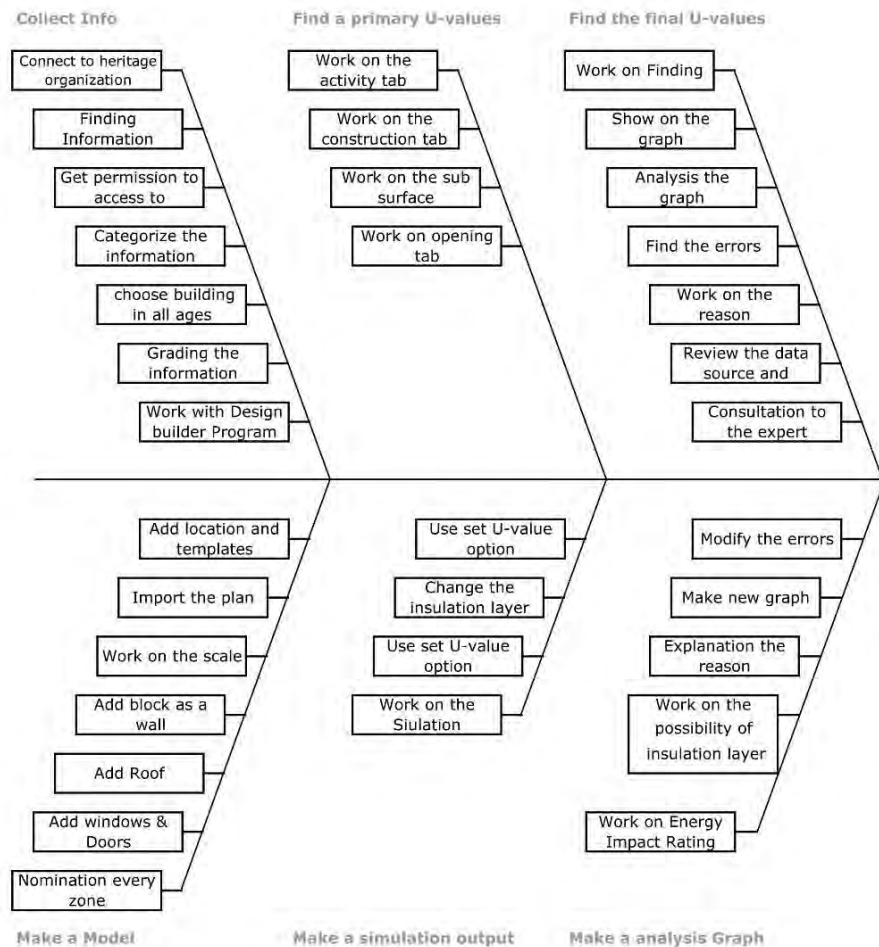 Collect Info
Find a primary U-values
Find the final U-values
Connect to heritage
organization
Finding
Information
Get permission to
access to
Categorize the
information
choose building
in all ages
Grading the
information
Work with Design
builder Program
Work on the
activity tab
Work on the
construction tab
Work on the sub
surface
Work on opening
tab
Work on Finding
Show on the
graph
Analysis the
graph
Find the errors
Work on the
reason
Review the data
source and
Consultation to
the expert
Add location and
templates
Import the plan
Work on the scale
Add block as a
wall
Add Roof
Add windows &
Doors
Nomination every
zone
Use set U-value
option
Change the
insulation layer
Use set U-value
option
Work on the
Siulation
Modify the errors
Make new graph
Explanation the
reason
Work on the
possibility of
insulation layer
Work on Energy
Impact Rating
Make a Model
Make a simulation output
Make a analysis Graph